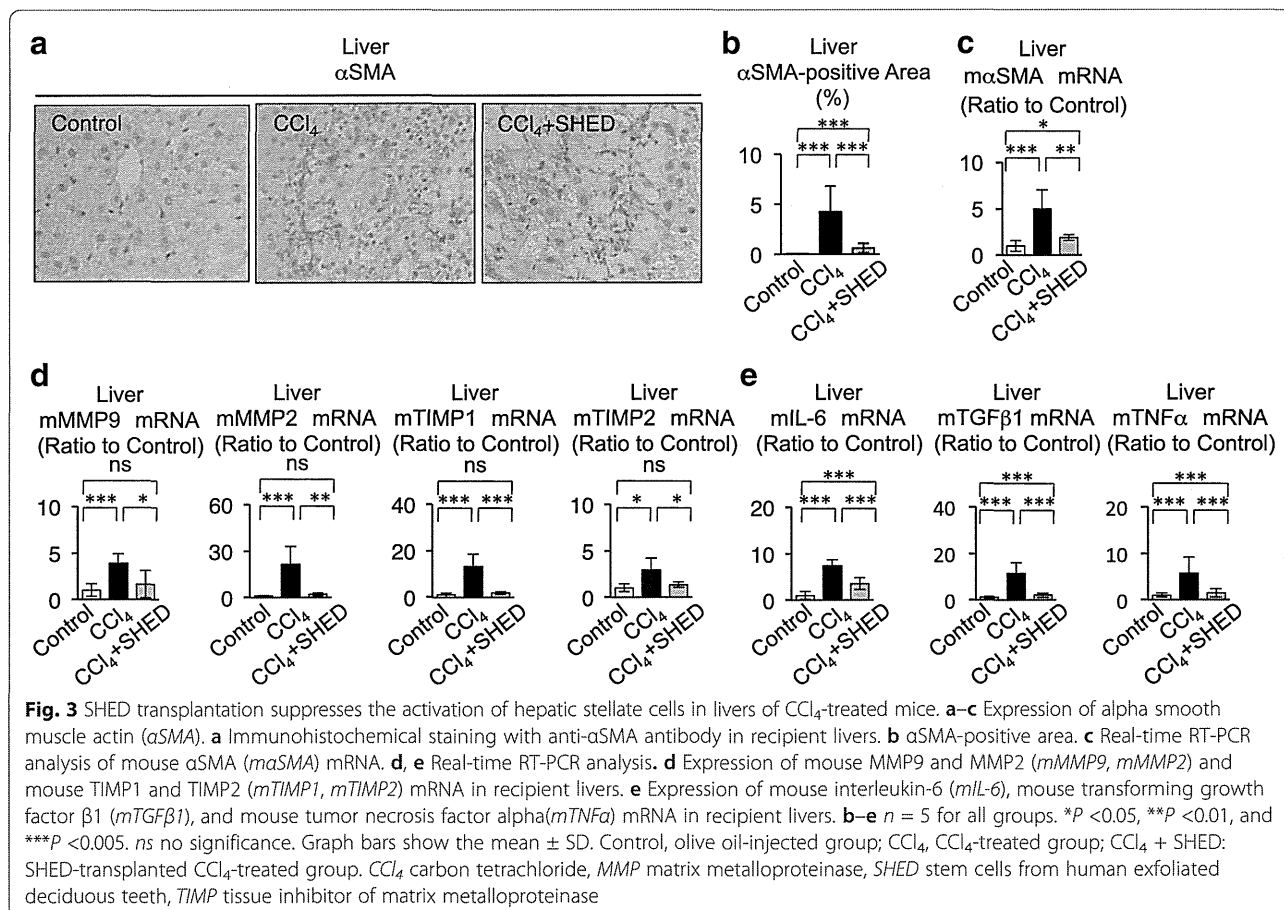 a
Liver
αSMA
Control
CCl4
CCl4+SHED
b
Liver
αSMA-positive Area
(%)
***
*** ***
10
5
0
Control
CCl4
CCl4+SHED
c
Liver
mαSMA mRNA
(Ratio to Control)
*
*** **
10
5
0
Control
CCl4
CCl4+SHED
d
Liver
mMMP9 mRNA
(Ratio to Control)
ns
*** *
10
5
0
Control
CCl4
CCl4+SHED
Liver
mMMP2 mRNA
(Ratio to Control)
ns
*** **
60
30
0
Control
CCl4
CCl4+SHED
Liver
mTIMP1 mRNA
(Ratio to Control)
ns
*** ***
40
20
0
Control
CCl4
CCl4+SHED
Liver
mTIMP2 mRNA
(Ratio to Control)
ns
* *
10
5
0
Control
CCl4
CCl4+SHED
e
Liver
mIL-6 mRNA
(Ratio to Control)
***
*** ***
20
10
0
Control
CCl4
CCl4+SHED
Liver
mTGFβ1 mRNA
(Ratio to Control)
***
*** ***
40
20
0
Control
CCl4
CCl4+SHED
Liver
mTNFα mRNA
(Ratio to Control)
***
*** ***
20
10
0
Control
CCl4
CCl4+SHED
Fig. 3 SHED transplantation suppresses the activation of hepatic stellate cells in livers of CCl4-treated mice. a–c Expression of alpha smooth
muscle actin (αSMA). a Immunohistochemical staining with anti-αSMA antibody in recipient livers. b αSMA-positive area. c Real-time RT-PCR
analysis of mouse αSMA (mαSMA) mRNA. d, e Real-time RT-PCR analysis. d Expression of mouse MMP9 and MMP2 (mMMP9, mMMP2) and
mouse TIMP1 and TIMP2 (mTIMP1, mTIMP2) mRNA in recipient livers. e Expression of mouse interleukin-6 (mIL-6), mouse transforming growth
factor β1 (mTGFβ1), and mouse tumor necrosis factor alpha(mTNFα) mRNA in recipient livers. b–e n = 5 for all groups. *P <0.05, **P <0.01, and
***P <0.005. ns no significance. Graph bars show the mean ± SD. Control, olive oil-injected group; CCl4, CCl4-treated group; CCl4 + SHED:
SHED-transplanted CCl4-treated group. CCl4 carbon tetrachloride, MMP matrix metalloproteinase, SHED stem cells from human exfoliated
deciduous teeth, TIMP tissue inhibitor of matrix metalloproteinase